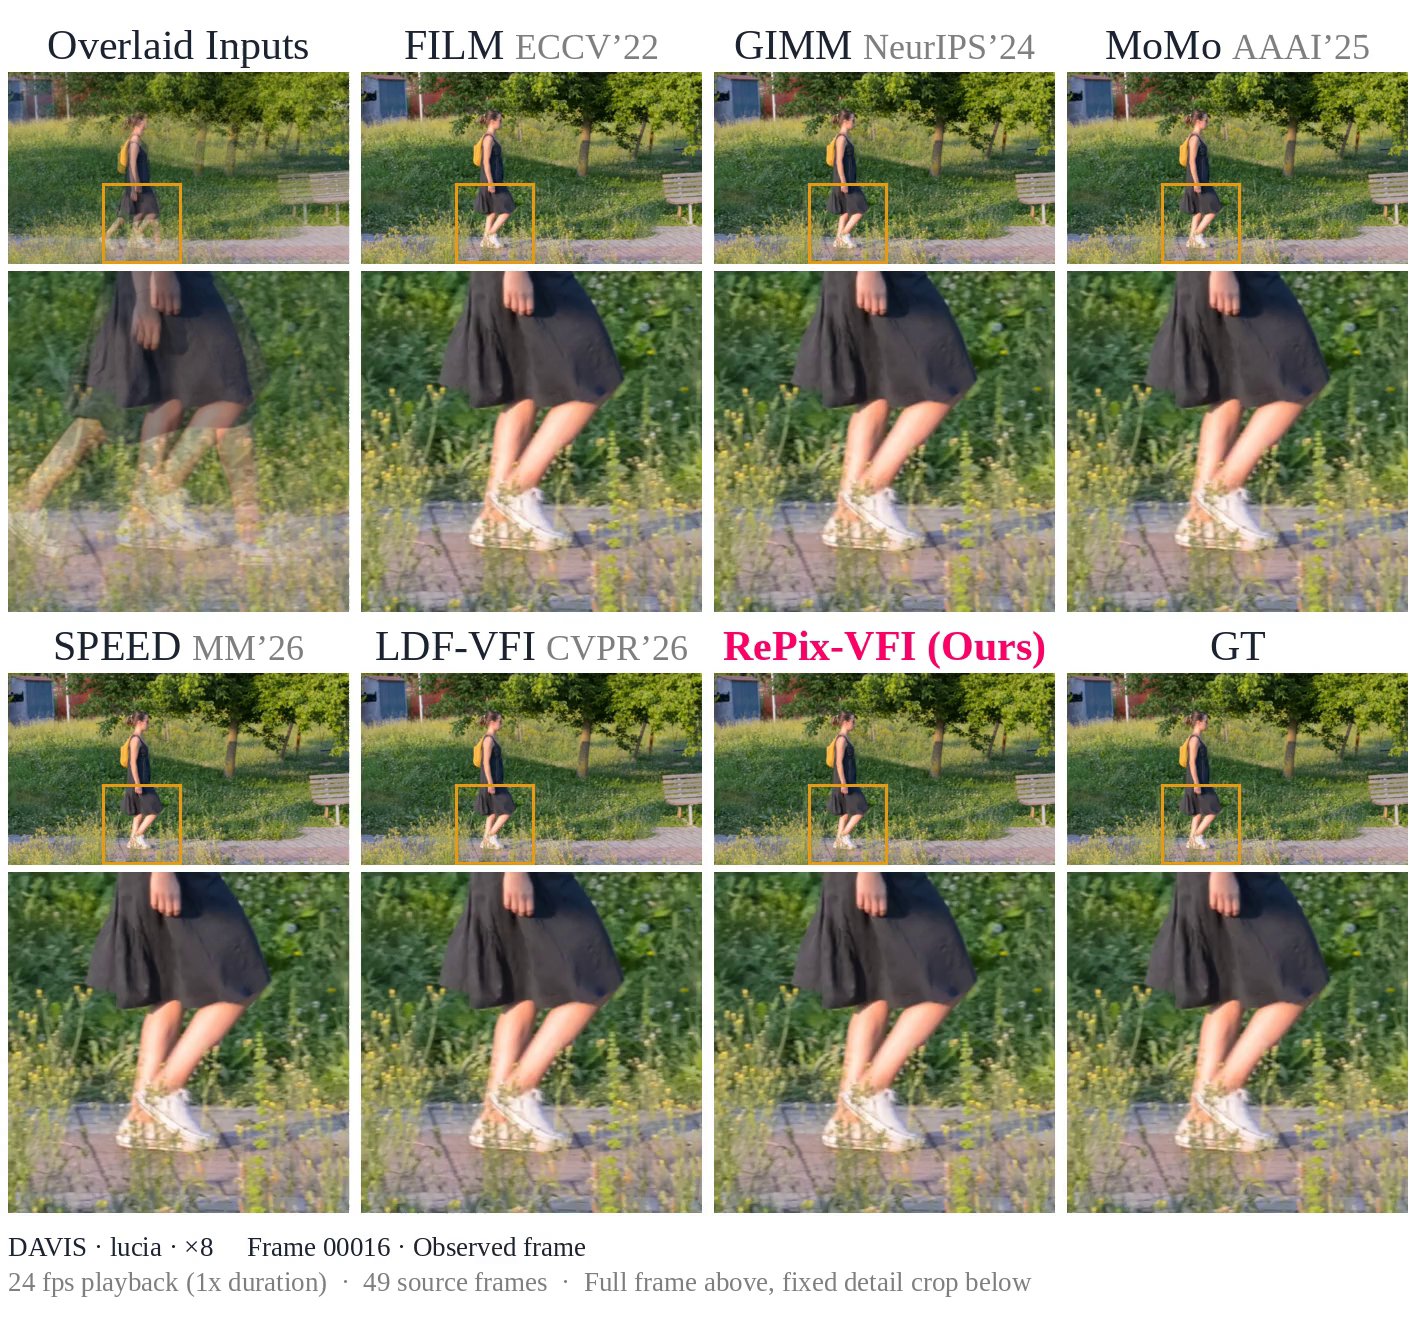 Overlaid Inputs
FILM ECCV’22
GIMM NeurIPS’24
MoMo AAAI’25
SPEED MM’26
LDF-VFI CVPR’26
RePix-VFI (Ours)
GT
DAVIS · lucia · ×8 Frame 00016 · Observed frame
24 fps playback (1x duration) · 49 source frames · Full frame above, fixed detail crop below